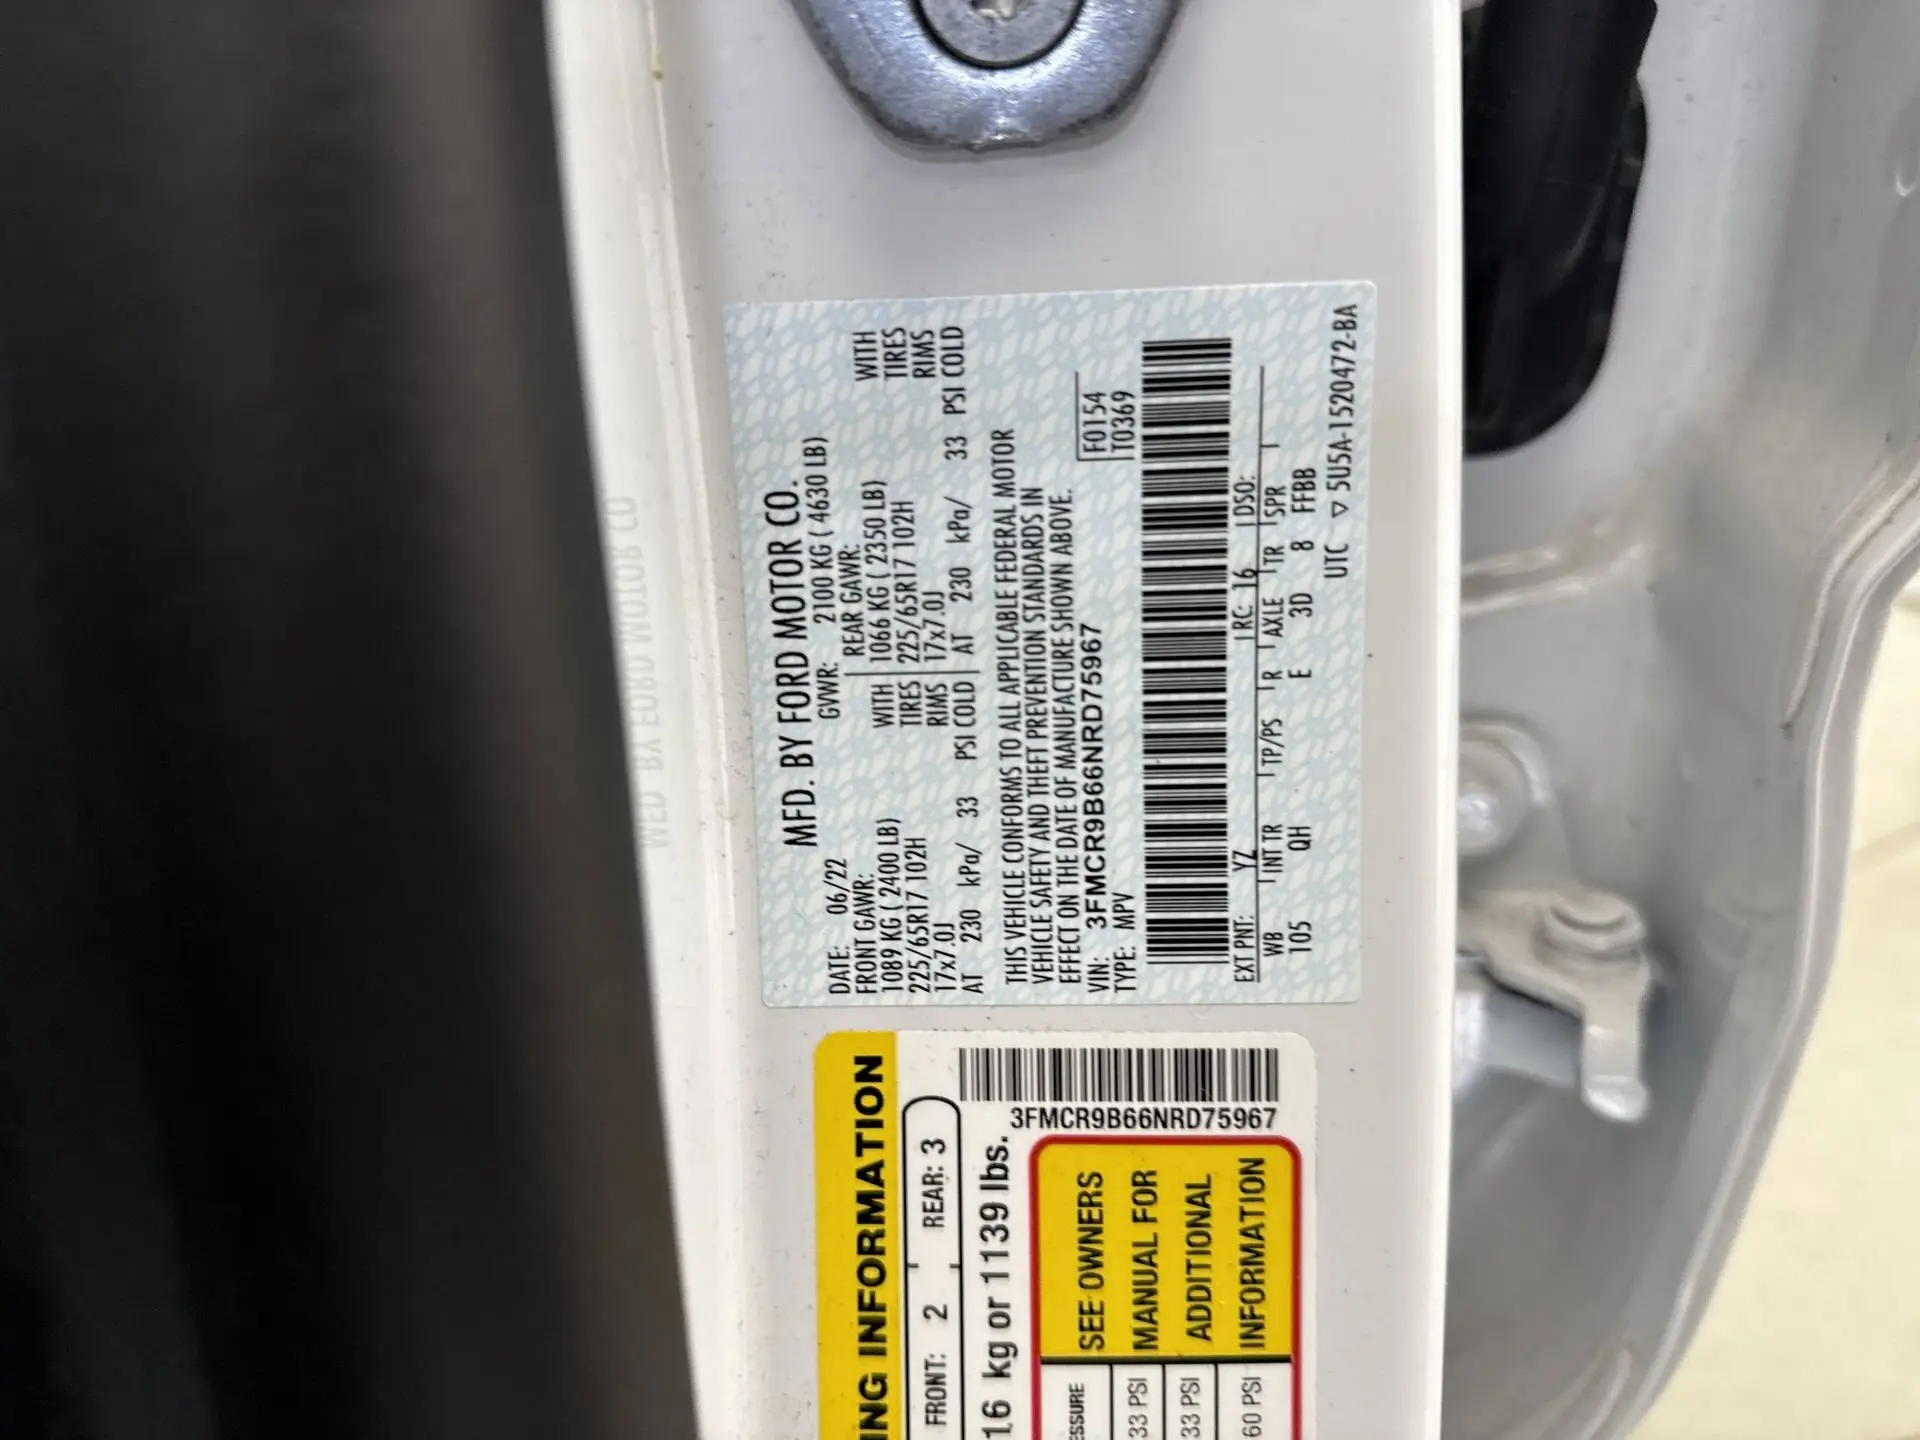 MFD. BY FORD MOTOR CO.
DATE: 06/22 GVWR: 2100 KG ( 4630 LB)
FRONT GAWR: REAR GAWR:
1089 KG ( 2400 LB) WITH 1066 KG ( 2350 LB) WITH
225/65R17 102H TIRES 225/65R17 102H TIRES
17x7.0J RIMS 17x7.0J RIMS
AT 230 kPa/ 33 PSI COLD AT 230 kPa/ 33 PSI COLD
THIS VEHICLE CONFORMS TO ALL APPLICABLE FEDERAL MOTOR
VEHICLE SAFETY AND THEFT PREVENTION STANDARDS IN
EFFECT ON THE DATE OF MANUFACTURE SHOWN ABOVE.
VIN: 3FMCR9B66NRD75967 F0154
TYPE: MPV T0369
EXT PNT: YZ RC: 16 DSO:
WB INT TR TP/PS R AXLE TR SPR
105 QH E 3D 8 FFBB
UTC ▽ 5U5A-1520472-BA
ING INFORMATION
FRONT: 2 REAR: 3
16 kg or 1139 lbs.
3FMCR9B66NRD75967
SEE OWNERS
MANUAL FOR
ADDITIONAL
INFORMATION
ESSURE
33 PSI
33 PSI
60 PSI